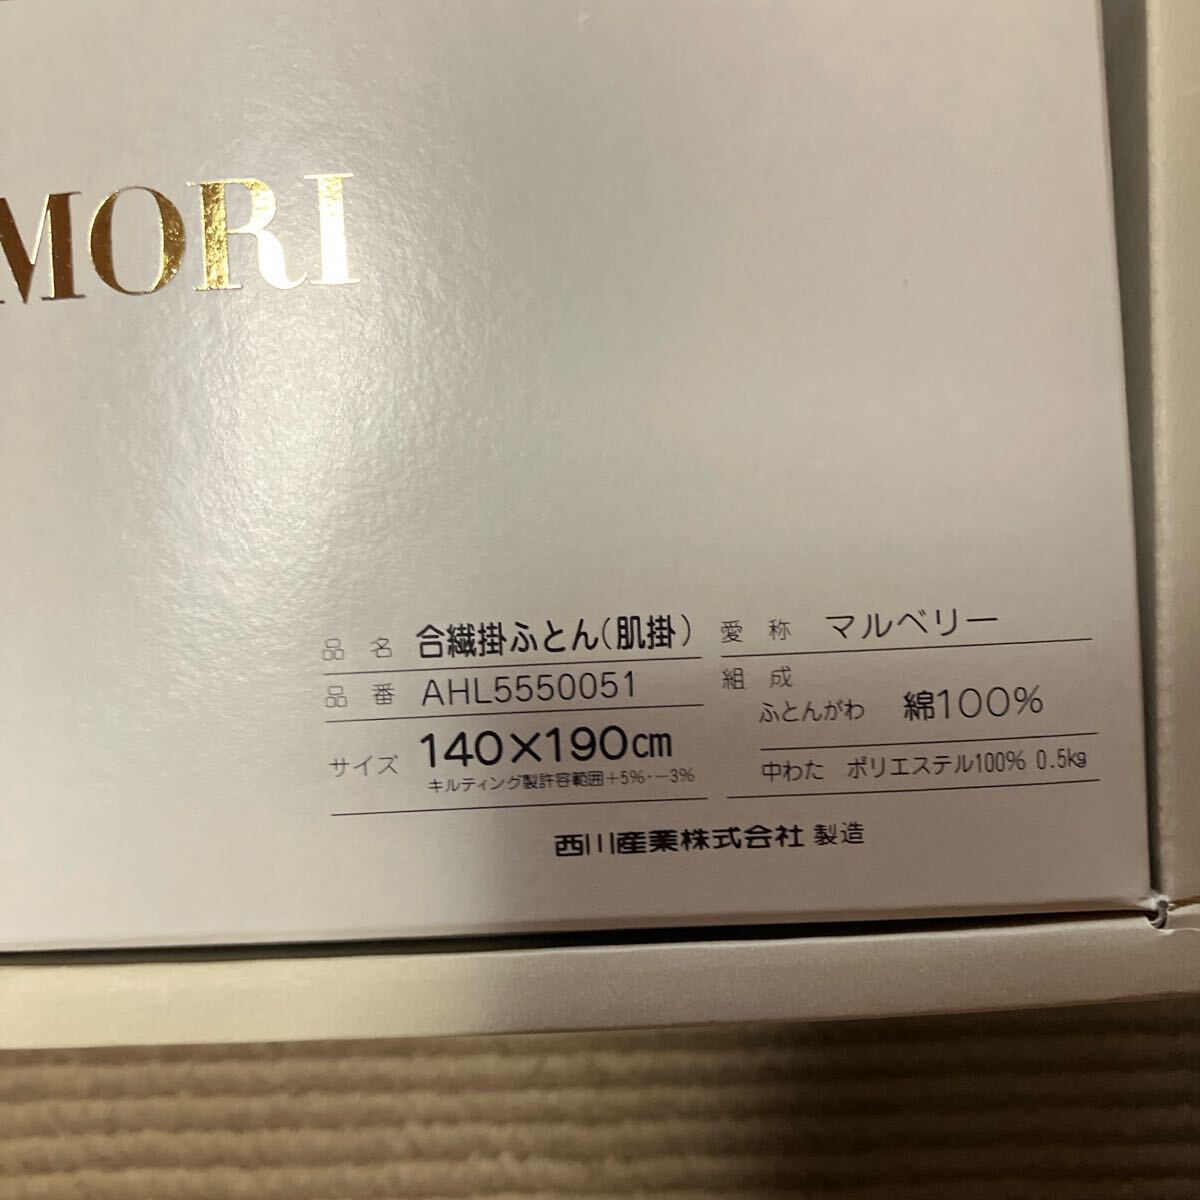 MORI
品名 合繊掛ふとん(肌掛)
品番 AHL5550051
サイズ 140×190cm
キルティング製許容範囲+5%・-3%
愛称 マルベリー
組成
ふとんがわ 綿100%
中わた ポリエステル100% 0.5kg
西川産業株式会社 製造